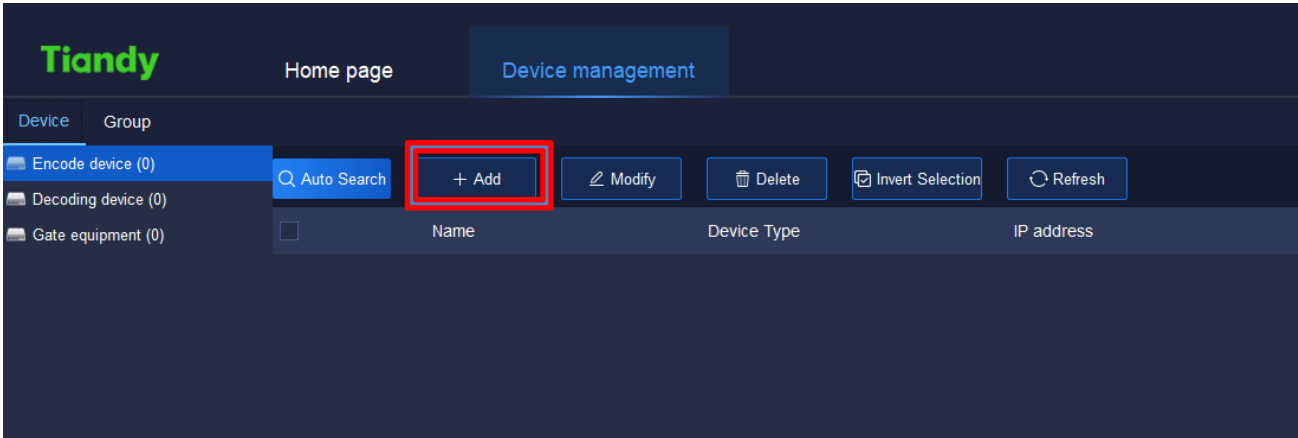 Tiandy
Home page Device management
Device Group
Encode device (0)
Decoding device (0)
Gate equipment (0)
Auto Search + Add Modify Delete Invert Selection Refresh
Name Device Type IP address